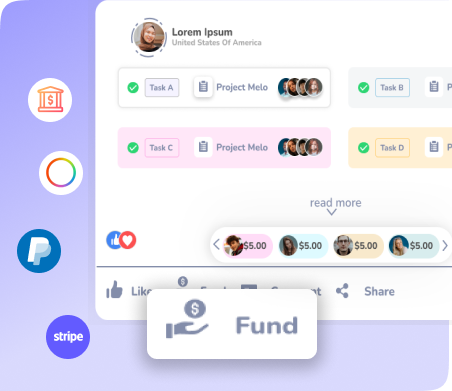 Lorem Ipsum
United States Of America
Task A Project Melo Task B
Task C Project Melo Task D
read more
$5.00 $5.00 $5.00 $5.00
Share
Fund
stripe